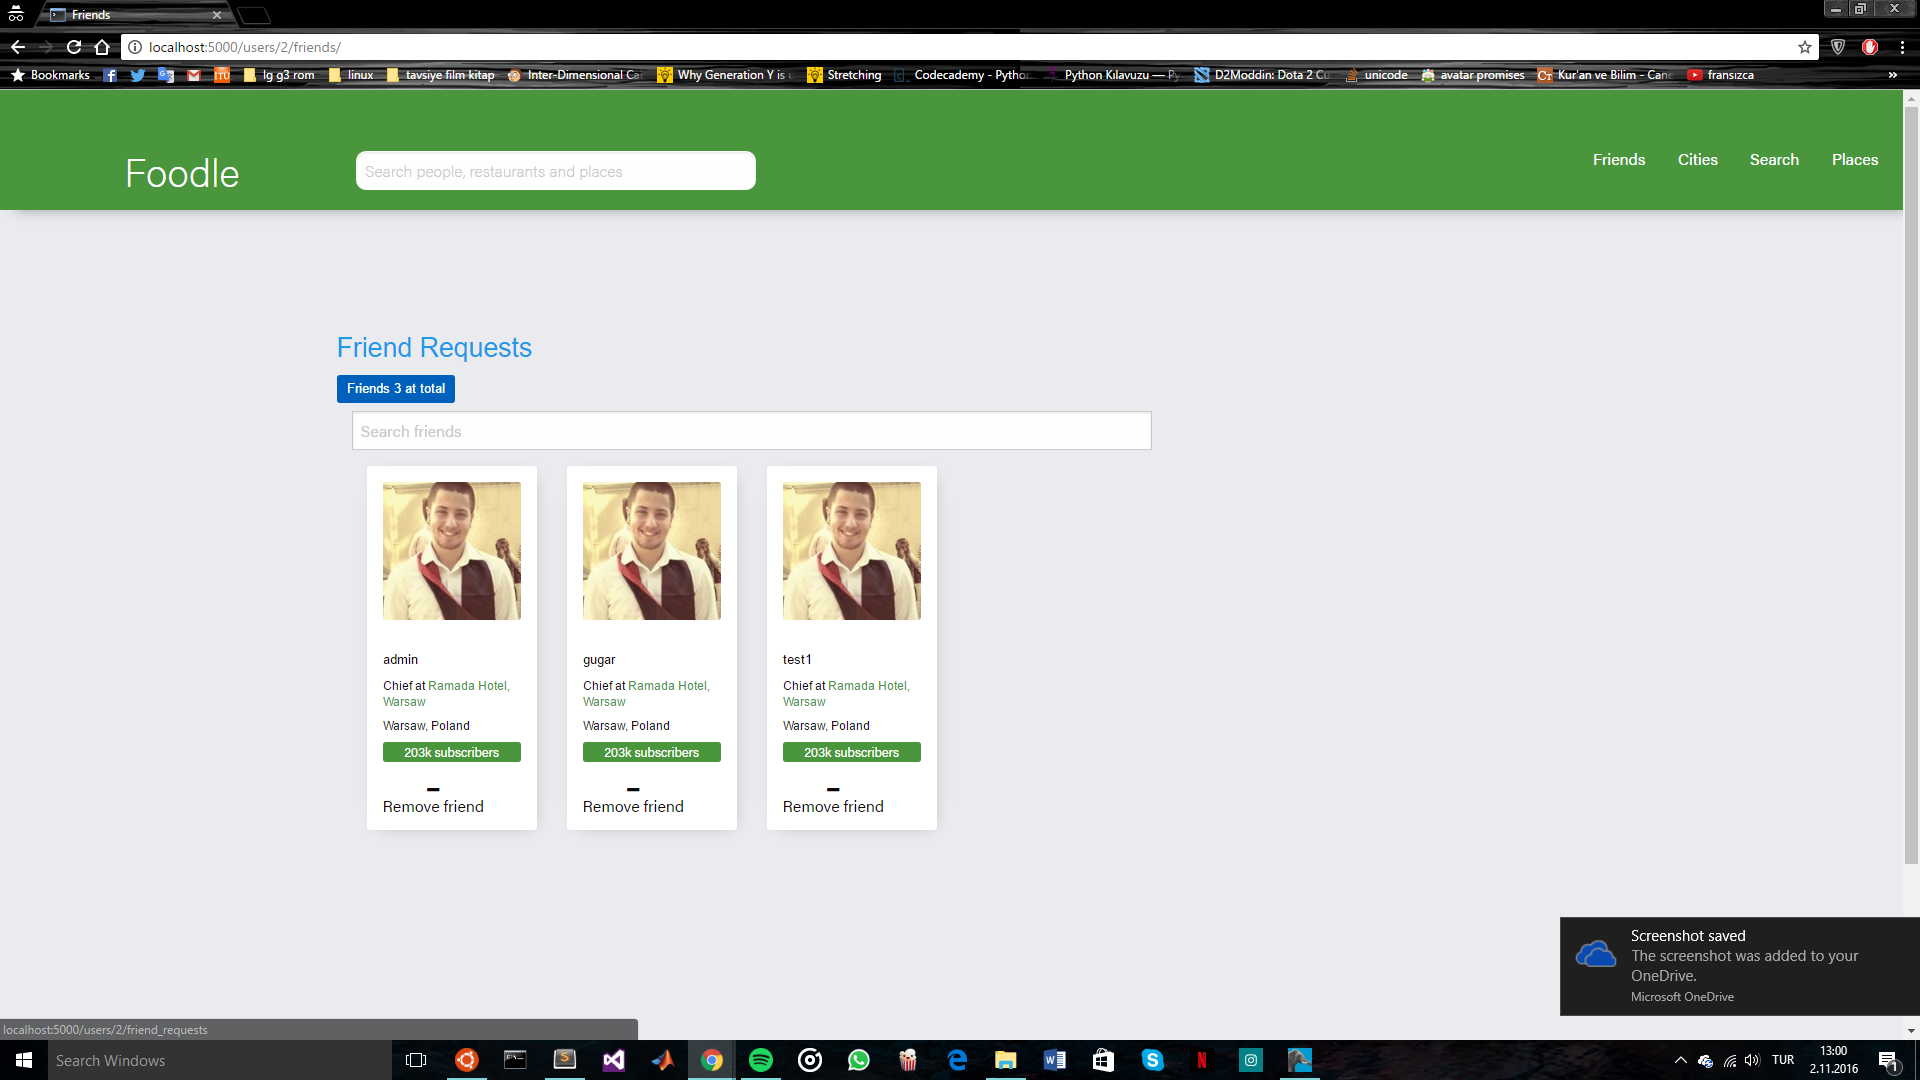 Friends
localhost:5000/users/2/friends/
Bookmarks
lg g3 rom
linux
tavsiye film kitap
Inter-Dimensional Ca
Why Generation Y is u
Stretching
Codecademy - Pytho
Python Kılavuzu — Py
D2Moddin: Dota 2 Cu
unicode
avatar promises
Kur'an ve Bilim - Cane
fransızca
Foodle
Search people, restaurants and places
Friends
Cities
Search
Places
Friend Requests
Friends 3 at total
Search friends
admin
Chief at Ramada Hotel,
Warsaw
Warsaw, Poland
203k subscribers
Remove friend
gugar
Chief at Ramada Hotel,
Warsaw
Warsaw, Poland
203k subscribers
Remove friend
test1
Chief at Ramada Hotel,
Warsaw
Warsaw, Poland
203k subscribers
Remove friend
Screenshot saved
The screenshot was added to your
OneDrive.
Microsoft OneDrive
localhost:5000/users/2/friend_requests
Search Windows
TUR
13:00
2.11.2016
1